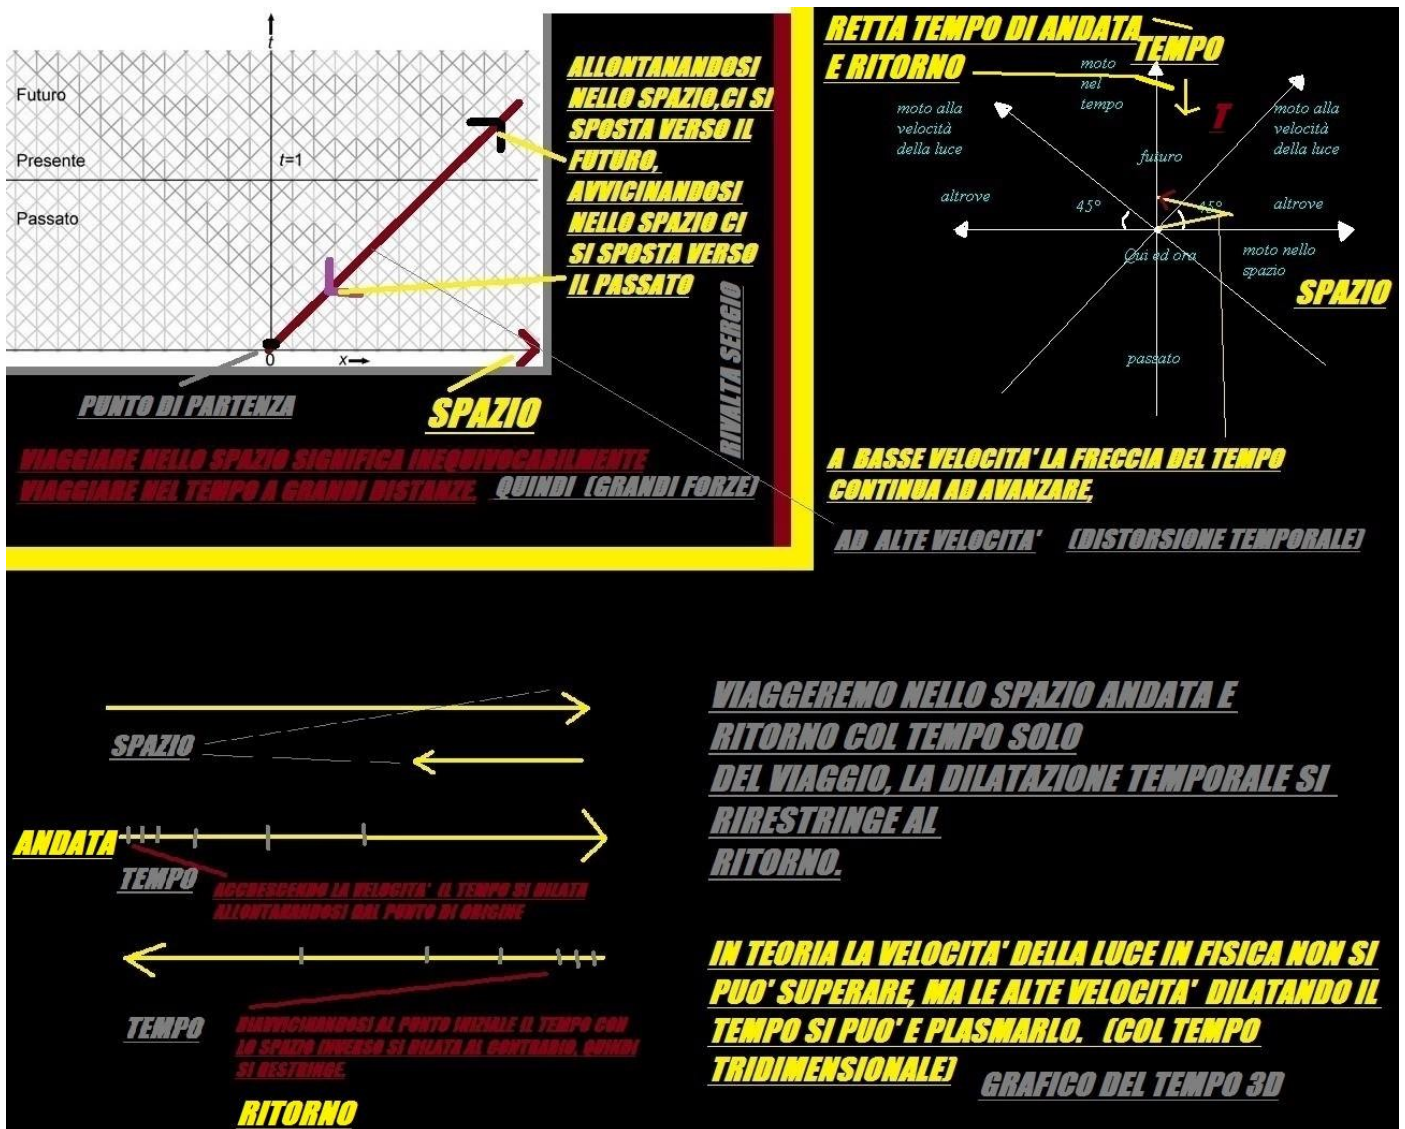 t
Futuro
Presente
t=1
Passato
0
x
ALLONTANANDOSI
NELLO SPAZIO,CI SI
SPOSTA VERSO IL
FUTURO,
AVVICINANDOSI
NELLO SPAZIO CI
SI SPOSTA VERSO
IL PASSATO
RIVALTA SERGIO
PUNTO DI PARTENZA
SPAZIO
VIAGGIARE NELLO SPAZIO SIGNIFICA INEQUIVOCABILMENTE
VIAGGIARE NEL TEMPO A GRANDI DISTANZE.
QUINDI (GRANDI FORZE)
RETTA TEMPO DI ANDATA
E RITORNO
TEMPO
moto
nel
tempo
T
moto alla
velocità
della luce
moto alla
velocità
della luce
futuro
altrove
45°
45°
altrove
Qui ed ora
moto nello
spazio
SPAZIO
passato
A BASSE VELOCITA' LA FRECCIA DEL TEMPO
CONTINUA AD AVANZARE,
AD ALTE VELOCITA' (DISTORSIONE TEMPORALE)
SPAZIO
ANDATA
TEMPO
ACCRESCENDO LA VELOCITA' IL TEMPO SI DILATA
ALLONTANANDOSI DAL PUNTO DI ORIGINE
TEMPO
RIAVVICINANDOSI AL PUNTO INIZIALE IL TEMPO CON
LO SPAZIO INVERSO SI DILATA AL CONTRARIO, QUINDI
SI RESTRINGE.
RITORNO
VIAGGEREMO NELLO SPAZIO ANDATA E
RITORNO COL TEMPO SOLO
DEL VIAGGIO, LA DILATAZIONE TEMPORALE SI
RIRESTRINGE AL
RITORNO.
IN TEORIA LA VELOCITA' DELLA LUCE IN FISICA NON SI
PUO' SUPERARE, MA LE ALTE VELOCITA' DILATANDO IL
TEMPO SI PUO' E PLASMARLO. (COL TEMPO
TRIDIMENSIONALE)
GRAFICO DEL TEMPO 3D